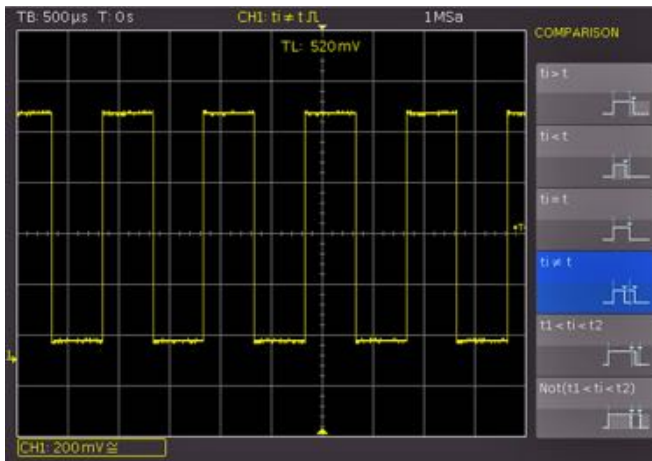 TB: 500µs T: 0s CH1: ti ≠ t 1MSa
TL: 520mV
COMPARISON
ti > t
ti < t
ti = t
ti ≠ t
t1 < ti < t2
Not(t1 < ti < t2)
T
1
CH1: 200mV ≅